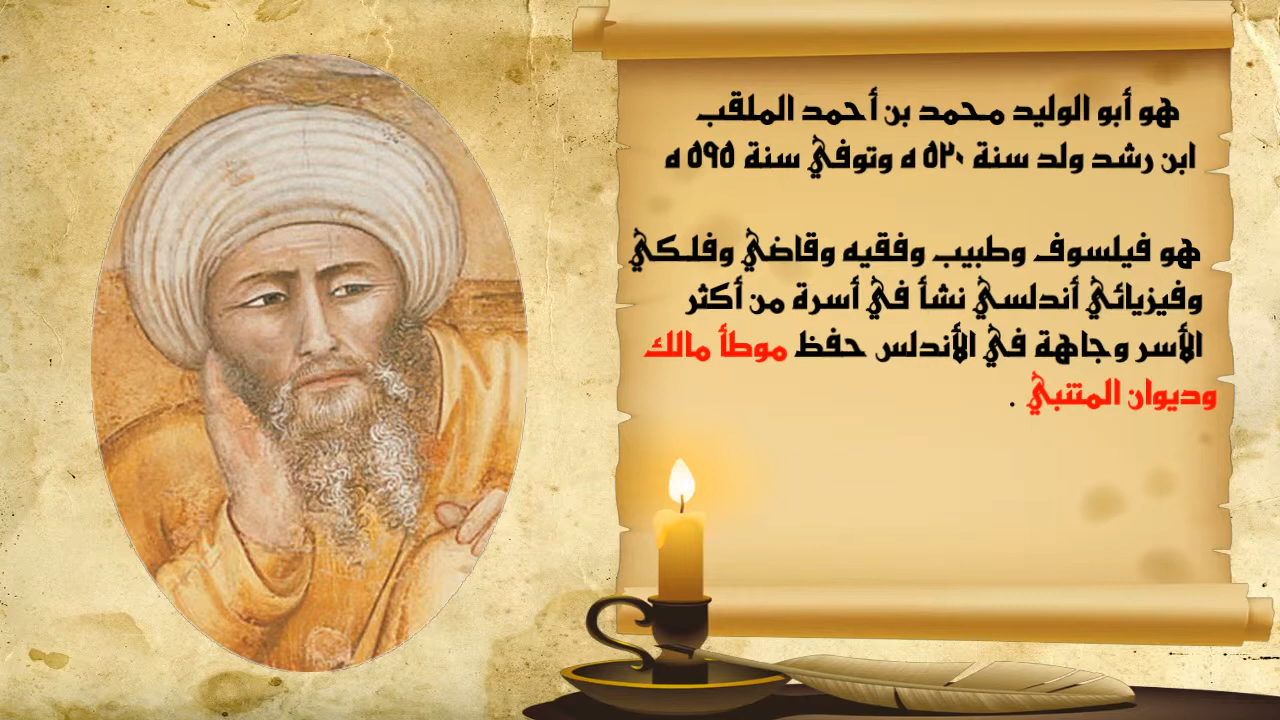 هو أبو الوليد محمد بن أحمد الملقب
ابن رشد ولد سنة ٥٢٠ ه وتوفي سنة ٥٩٥ ه
هو فيلسوف وطبيب وفقيه وقاضي وفلكي
وفيزيائي أندلسي نشأ في أسرة من أكثر
الأسر وجاهة في الأندلس حفظ موطأ مالك
وديوان المتنبي .